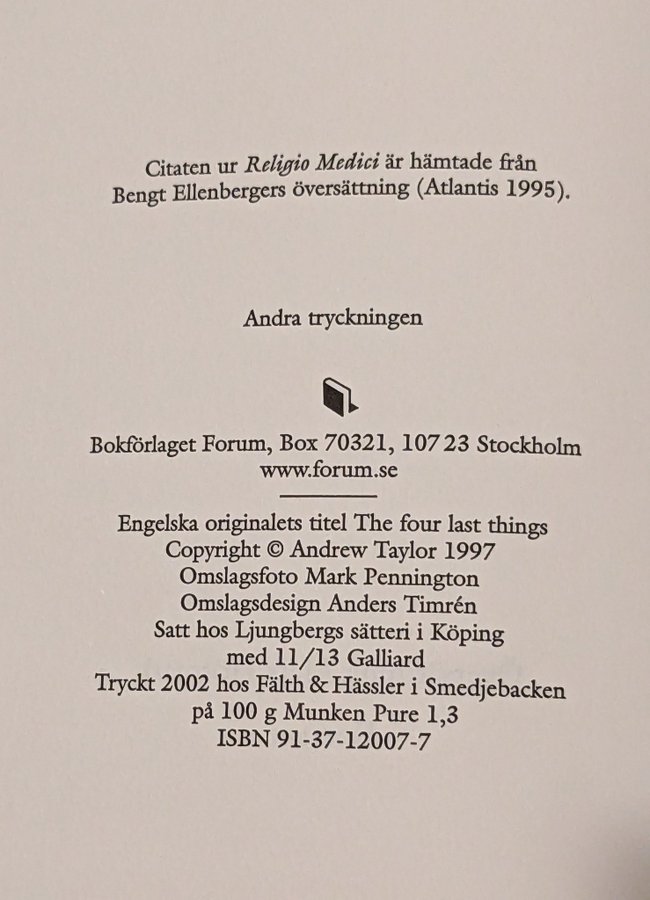 Citaten ur Religio Medici är hämtade från
Bengt Ellenbergers översättning (Atlantis 1995).
Andra tryckningen
Bokförlaget Forum, Box 70321, 107 23 Stockholm
www.forum.se
Engelska originalets titel The four last things
Copyright © Andrew Taylor 1997
Omslagsfoto Mark Pennington
Omslagsdesign Anders Timrén
Satt hos Ljungbergs sätteri i Köping
med 11/13 Galliard
Tryckt 2002 hos Fälth & Hässler i Smedjebacken
på 100 g Munken Pure 1,3
ISBN 91-37-12007-7